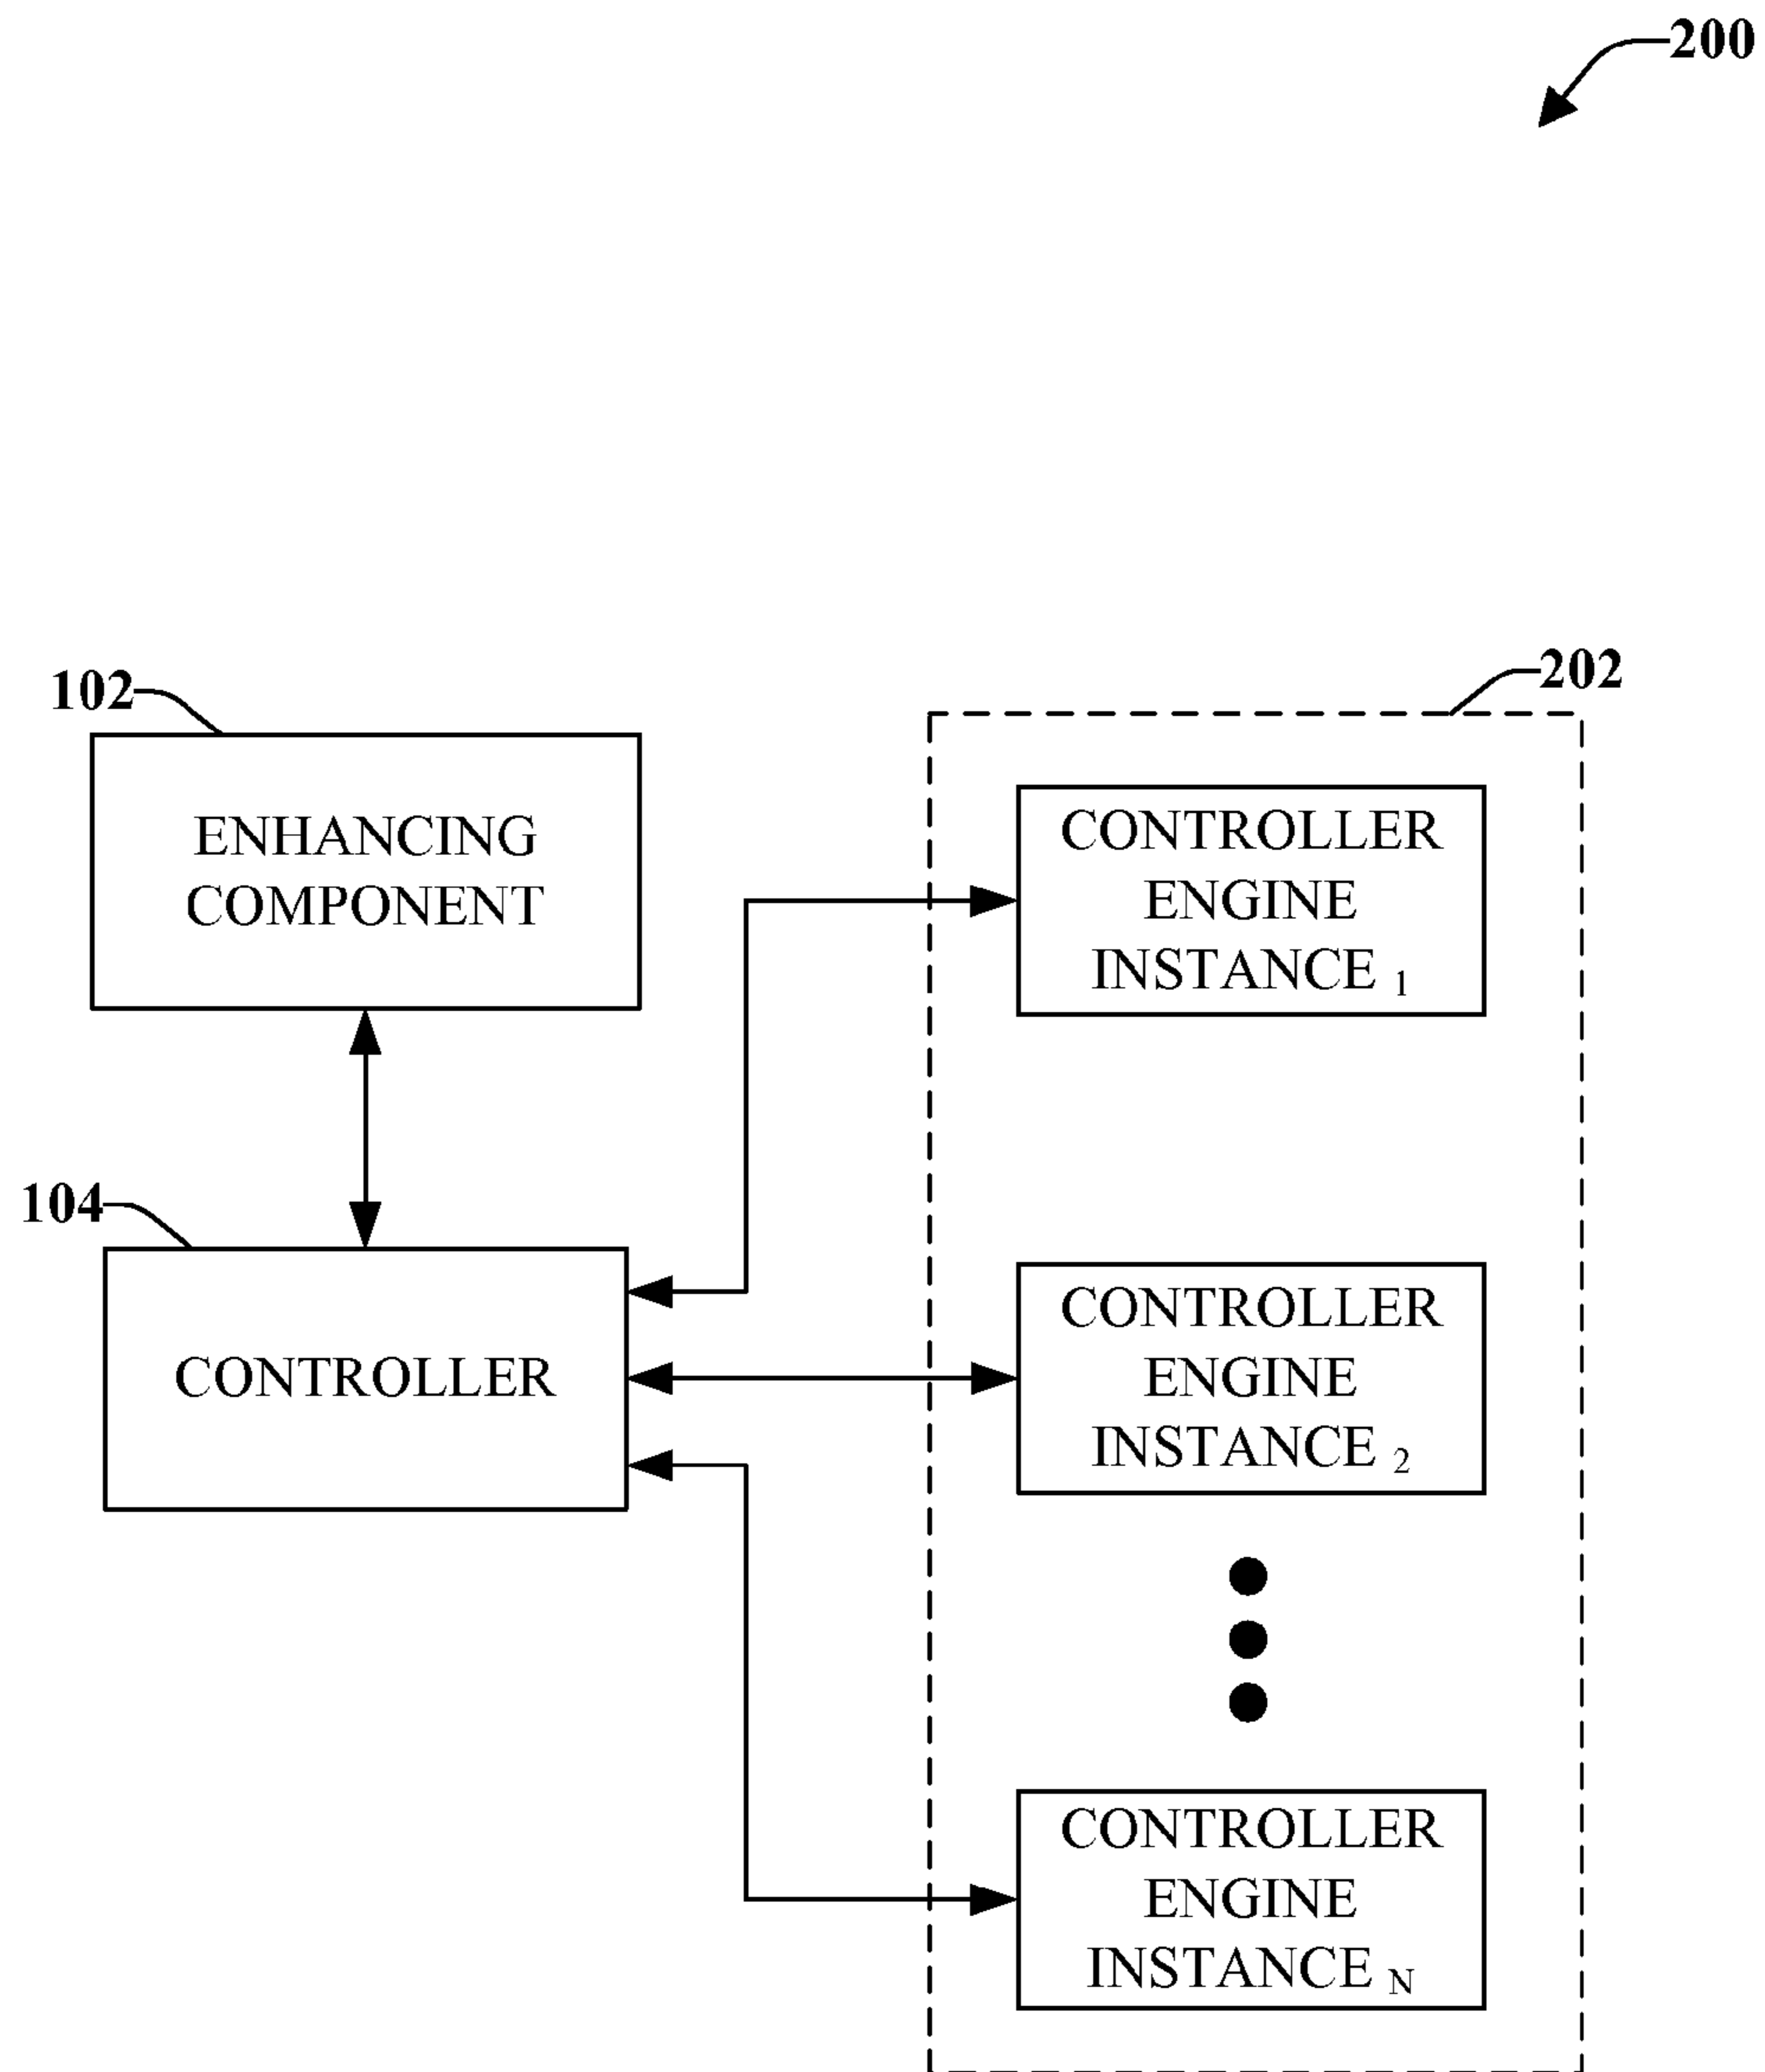 200
102
202
ENHANCING
COMPONENT
CONTROLLER
ENGINE
INSTANCE 1
104
CONTROLLER
CONTROLLER
ENGINE
INSTANCE 2
CONTROLLER
ENGINE
INSTANCE N